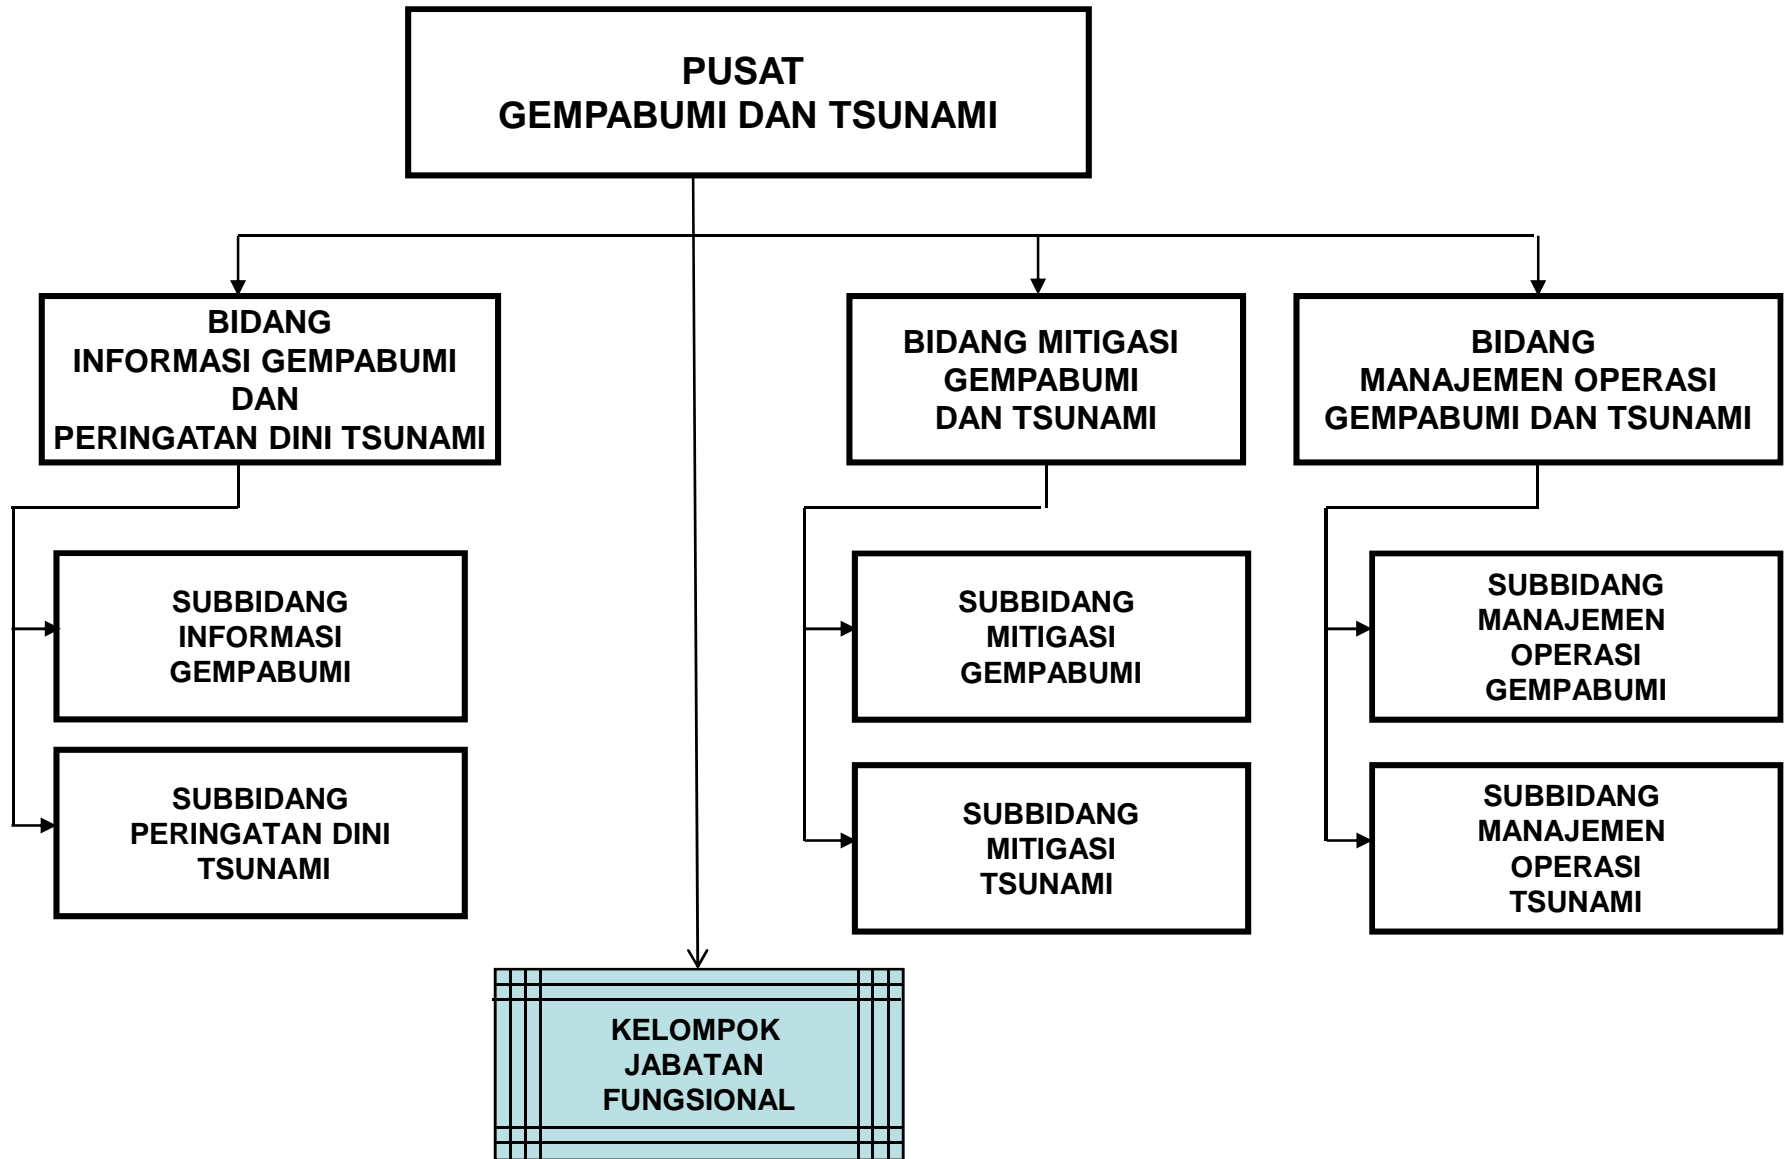 PUSAT
GEMPABUMI DAN TSUNAMI
BIDANG
INFORMASI GEMPABUMI
DAN
PERINGATAN DINI TSUNAMI
BIDANG MITIGASI
GEMPABUMI
DAN TSUNAMI
BIDANG
MANAJEMEN OPERASI
GEMPABUMI DAN TSUNAMI
SUBBIDANG
INFORMASI
GEMPABUMI
SUBBIDANG
MITIGASI
GEMPABUMI
SUBBIDANG
MANAJEMEN
OPERASI
GEMPABUMI
SUBBIDANG
PERINGATAN DINI
TSUNAMI
SUBBIDANG
MITIGASI
TSUNAMI
SUBBIDANG
MANAJEMEN
OPERASI
TSUNAMI
KELOMPOK
JABATAN
FUNGSIONAL